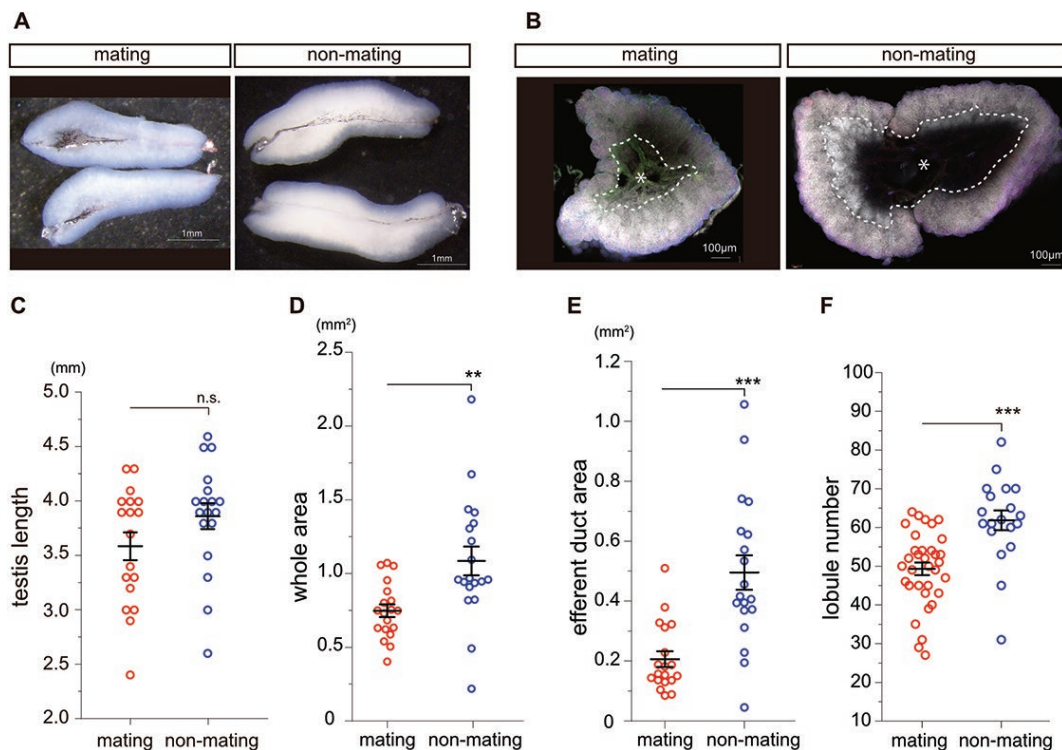 A
mating
non-mating
1mm
1mm
B
mating
non-mating
*
*
100μm
100μm
C
(mm)
testis length
5.0
4.5
4.0
3.5
3.0
2.5
2.0
n.s.
mating
non-mating
D
(mm²)
whole area
2.5
2.0
1.5
1.0
0.5
0
**
mating
non-mating
E
(mm²)
efferent duct area
1.2
1.0
0.8
0.6
0.4
0.2
0
***
mating
non-mating
F
lobule number
100
90
80
70
60
50
40
30
20
10
0
***
mating
non-mating